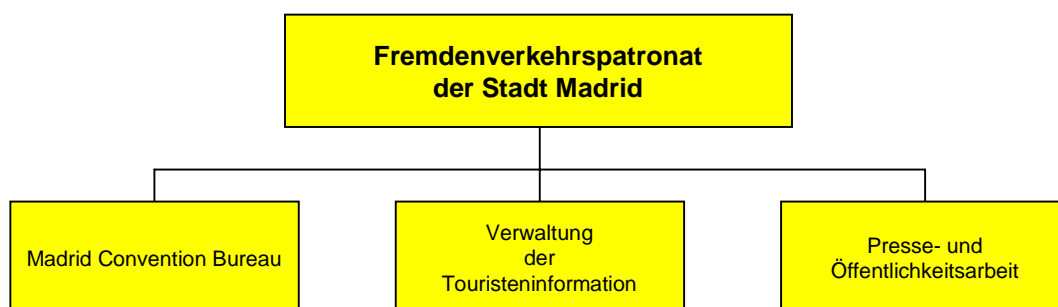 Fremdenverkehrspatronat
der Stadt Madrid
Madrid Convention Bureau
Verwaltung
der
Touristeninformation
Presse- und
Öffentlichkeitsarbeit